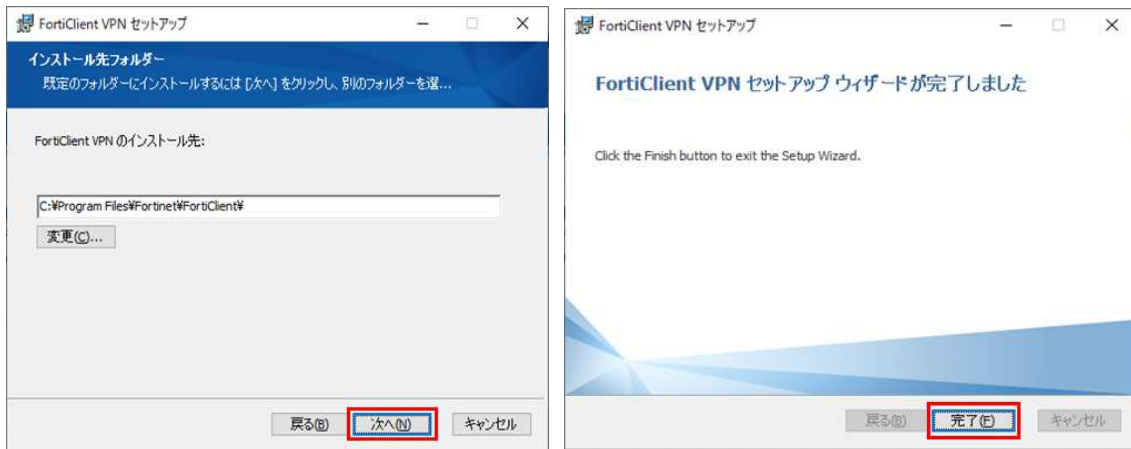 FortiClient VPN セットアップ
インストール先フォルダー
既定のフォルダーにインストールするには [次へ] をクリックし、別のフォルダーを選...
FortiClient VPN のインストール先:
C:¥Program Files¥Fortinet¥FortiClient¥
変更(C)...
戻る(B)
次へ(N)
キャンセル
FortiClient VPN セットアップ
FortiClient VPN セットアップ ウィザードが完了しました
Click the Finish button to exit the Setup Wizard.
戻る(B)
完了(F)
キャンセル